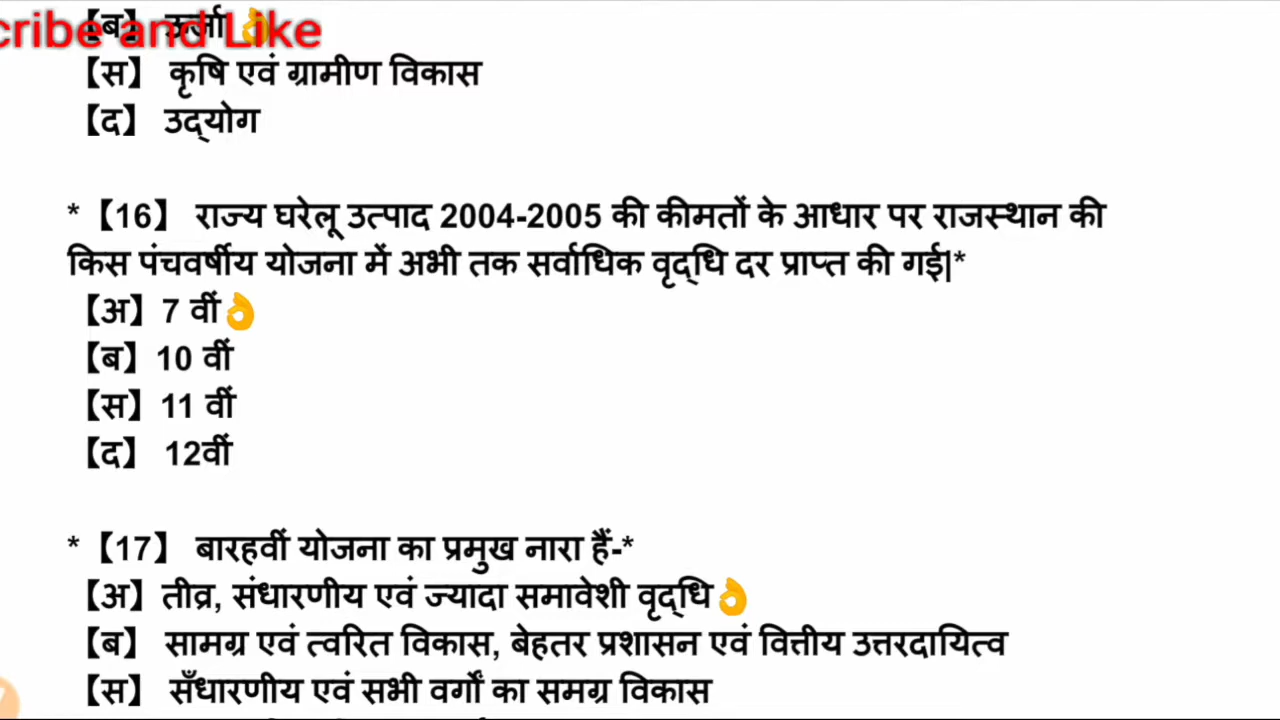 【ब】 ऊर्जा👌
cribe and Like
【स】 कृषि एवं ग्रामीण विकास
【द】 उद्योग
*【16】 राज्य घरेलू उत्पाद 2004-2005 की कीमतों के आधार पर राजस्थान की
किस पंचवर्षीय योजना में अभी तक सर्वाधिक वृद्धि दर प्राप्त की गई|*
【अ】7 वीं👌
【ब】10 वीं
【स】11 वीं
【द】 12वीं
*【17】 बारहवीं योजना का प्रमुख नारा हैं-*
【अ】तीव्र, संधारणीय एवं ज्यादा समावेशी वृद्धि👌
【ब】 सामग्र एवं त्वरित विकास, बेहतर प्रशासन एवं वित्तीय उत्तरदायित्व
【स】 सँधारणीय एवं सभी वर्गों का समग्र विकास